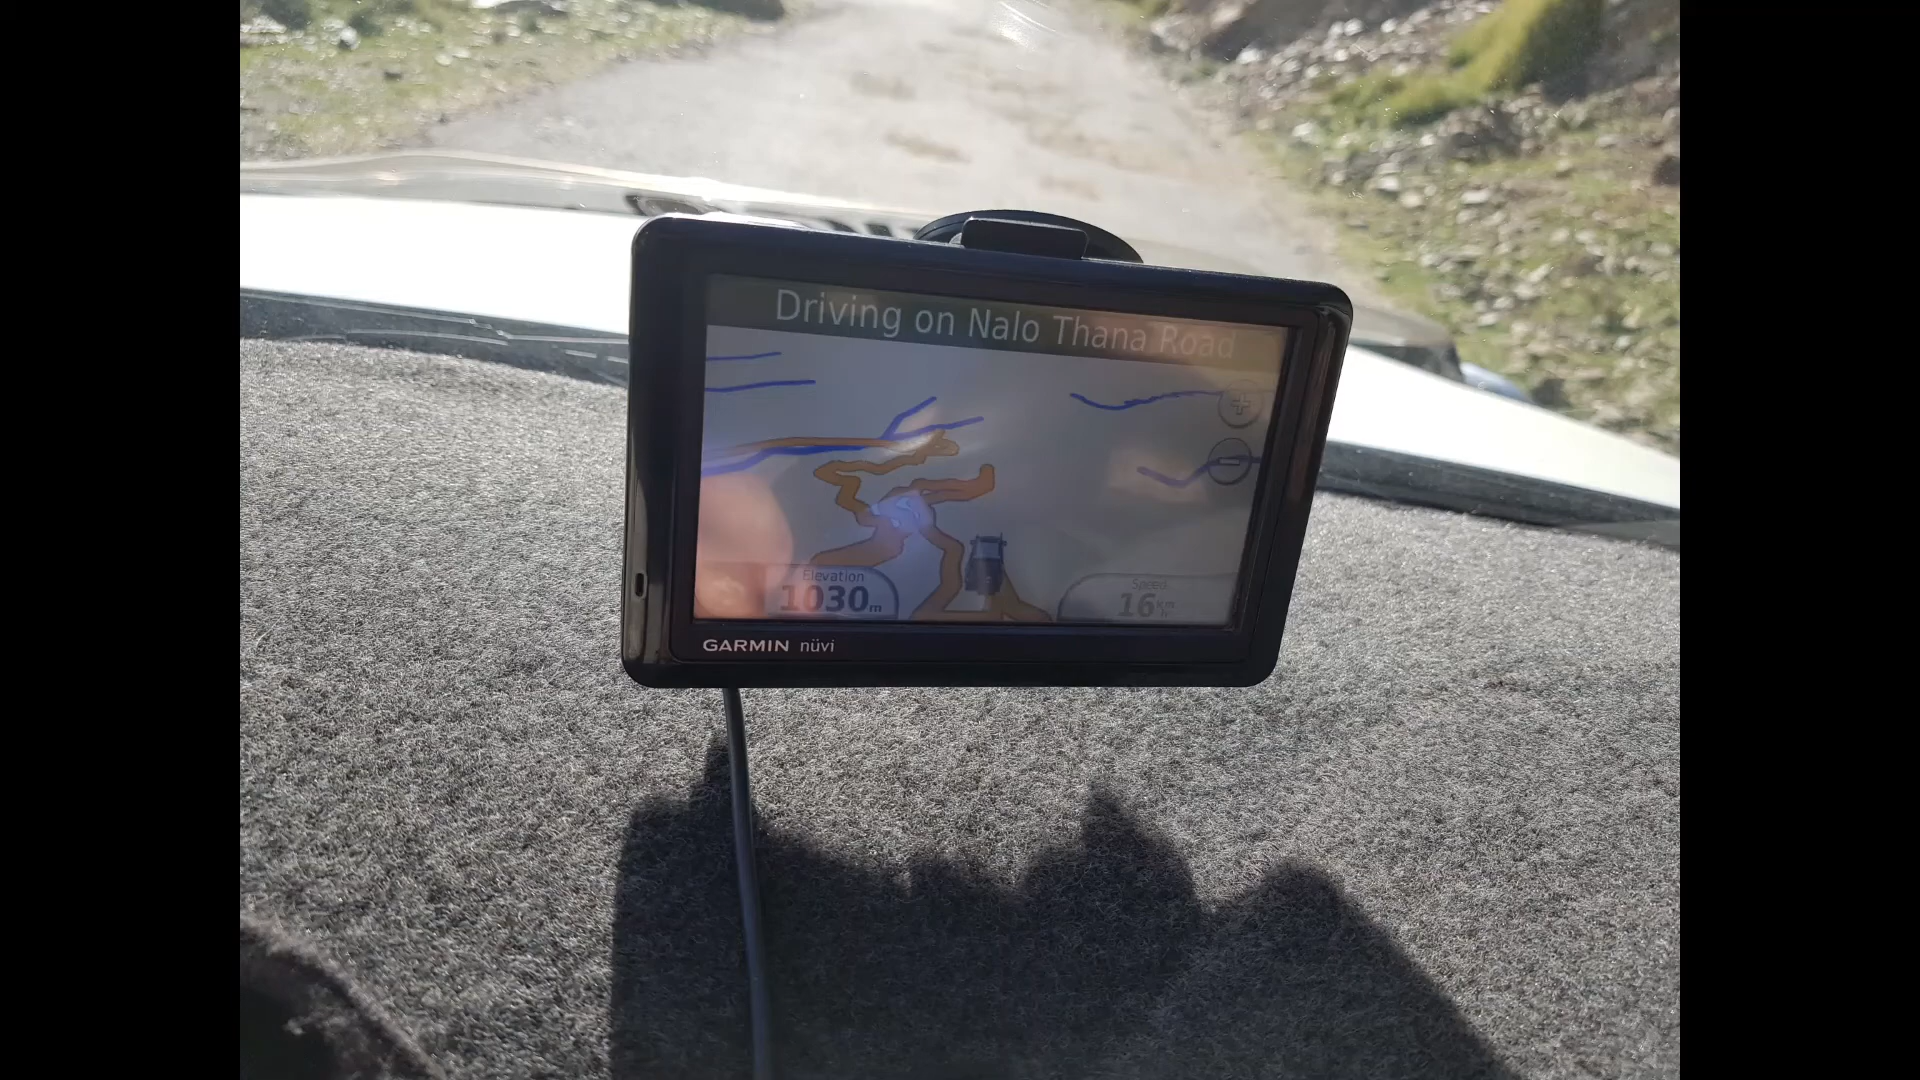 Driving on Nalo Thana Road
Elevation
1030m
Speed
16
GARMIN nüvi